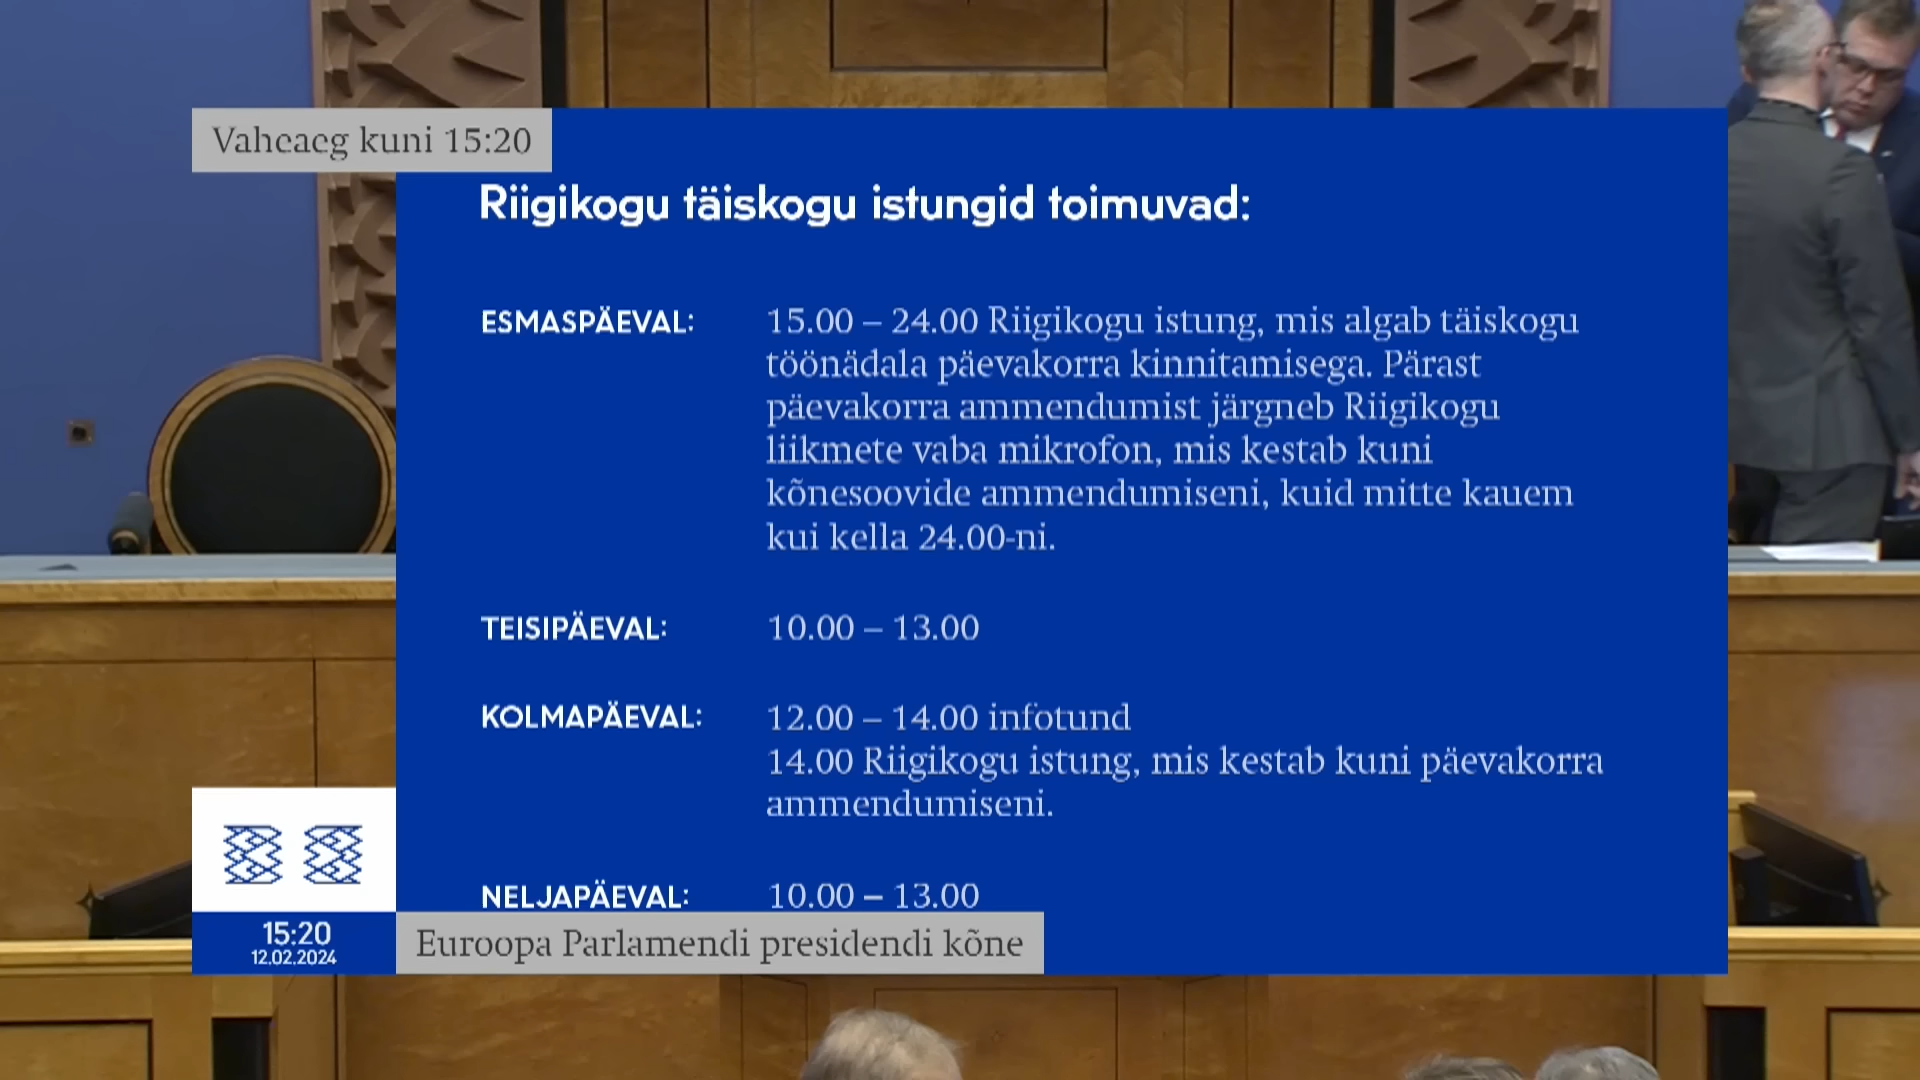 Vaheaeg kuni 15:20
Riigikogu täiskogu istungid toimuvad:
ESMASPÄEVAL: 15.00 – 24.00 Riigikogu istung, mis algab täiskogu
töönädala päevakorra kinnitamisega. Pärast
päevakorra ammendumist järgneb Riigikogu
liikmete vaba mikrofon, mis kestab kuni
kõnesoovide ammendumiseni, kuid mitte kauem
kui kella 24.00-ni.
TEISIPÄEVAL: 10.00 – 13.00
KOLMAPÄEVAL: 12.00 – 14.00 infotund
14.00 Riigikogu istung, mis kestab kuni päevakorra
ammendumiseni.
NELJAPÄEVAL: 10.00 – 13.00
15:20
12.02.2024
Euroopa Parlamendi presidendi kõne